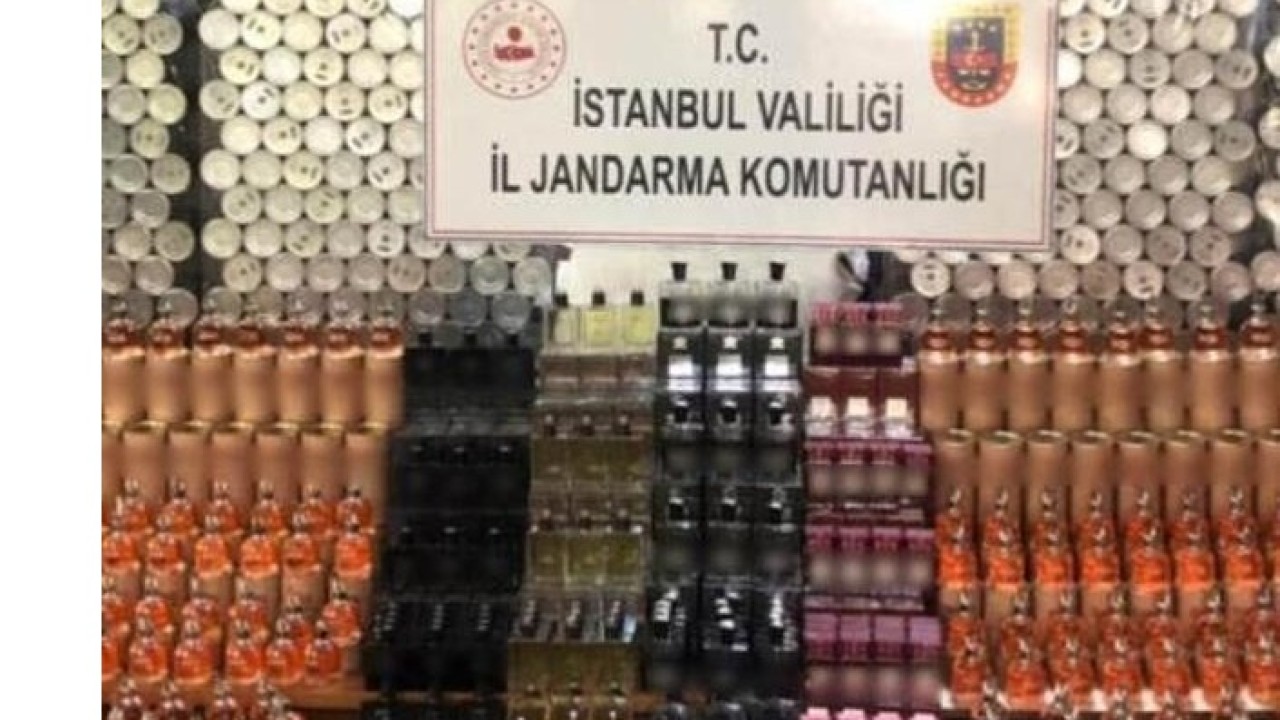 T.C.
İSTANBUL VALİLİĞİ
İL JANDARMA KOMUTANLIĞI